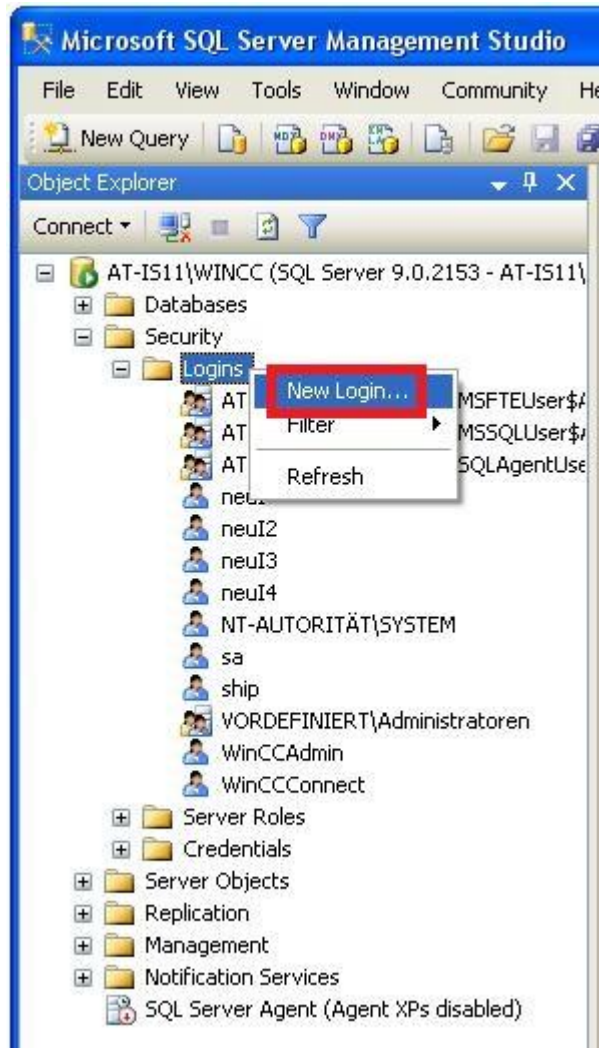 Microsoft SQL Server Management Studio
File Edit View Tools Window Community He
New Query
Object Explorer
Connect
AT-IS11\WINCC (SQL Server 9.0.2153 - AT-IS11\
Databases
Security
Logins
New Login...
AT MSFTEUser$A
Filter
AT MSSQLUser$A
AT SQLAgentUse
Refresh
neuI2
neuI3
neuI4
NT-AUTORITÄT\SYSTEM
sa
ship
VORDEFINIERT\Administratoren
WinCCAdmin
WinCCConnect
Server Roles
Credentials
Server Objects
Replication
Management
Notification Services
SQL Server Agent (Agent XPs disabled)